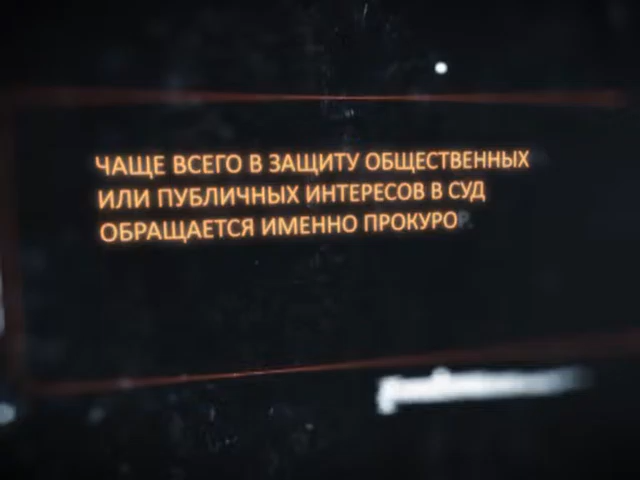 ЧАЩЕ ВСЕГО В ЗАЩИТУ ОБЩЕСТВЕННЫХ
ИЛИ ПУБЛИЧНЫХ ИНТЕРЕСОВ В СУД
ОБРАЩАЕТСЯ ИМЕННО ПРОКУРОР.